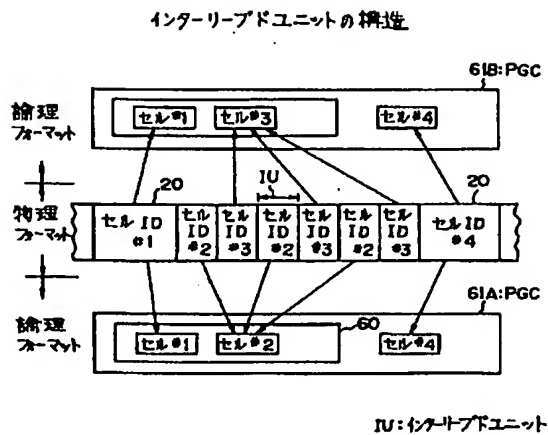 インターリーブドユニットの構造
61B:PGC
論理
フォーマット
セル#1
セル#3
セル#4
20
IU
20
物理
フォーマット
セルID
#1
セル
ID
#2
セル
ID
#3
セル
ID
#2
セル
ID
#3
セル
ID
#2
セル
ID
#3
セルID
#4
61A:PGC
論理
フォーマット
60
セル#1
セル#2
セル#4
IU:インターリーブドユニット